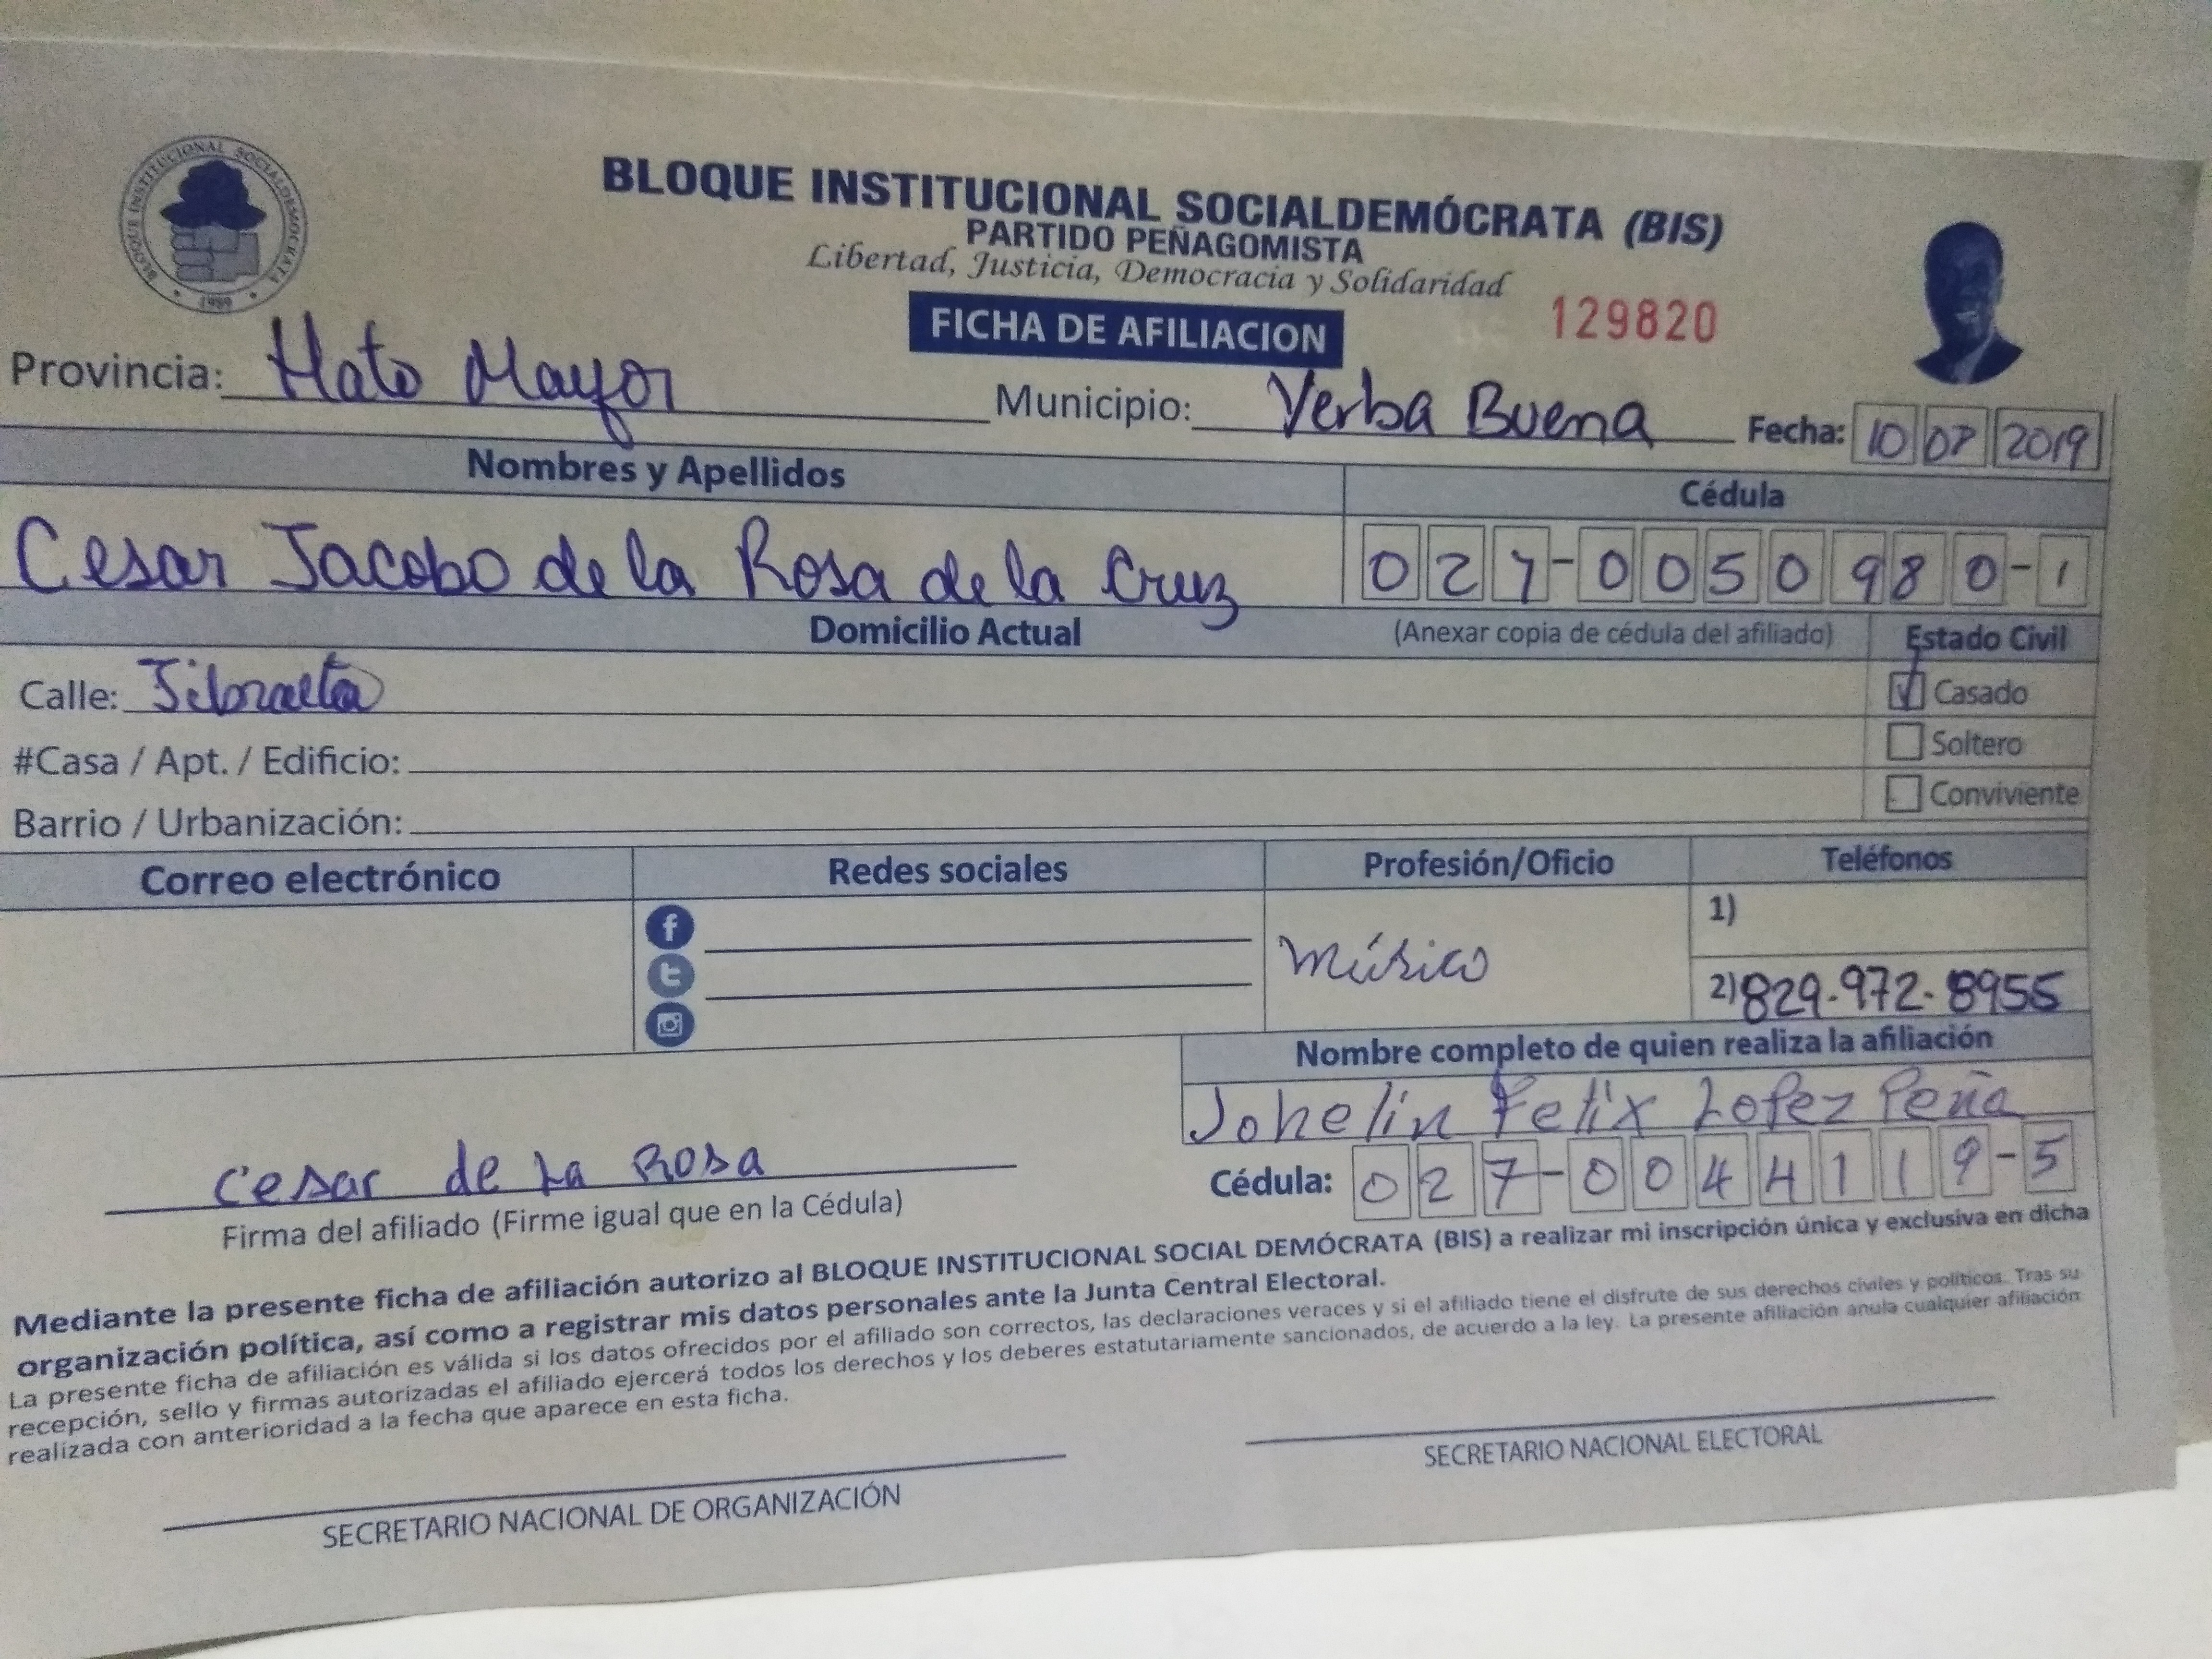 BLOQUE INSTITUCIONAL SOCIALDEMOCRATA
1989
BLOQUE INSTITUCIONAL SOCIALDEMÓCRATA (BIS)
PARTIDO PEÑAGOMISTA
Libertad, Justicia, Democracia y Solidaridad
FICHA DE AFILIACION 129820
Provincia: Hato Mayor Municipio: Yerba Buena Fecha: 10 07 2019
Nombres y Apellidos Cédula
Cesar Jacobo de la Rosa de la Cruz 027-0050980-1
Domicilio Actual (Anexar copia de cédula del afiliado) Estado Civil
Calle: Casado
#Casa / Apt. / Edificio: Soltero
Barrio / Urbanización: Conviviente
Correo electrónico Redes sociales Profesión/Oficio Teléfonos
1)
Músico
2) 829-972-8955
Nombre completo de quien realiza la afiliación
Johelin Felix Lopez Peña
Cesar de La Rosa
Cédula: 027-0044119-5
Firma del afiliado (Firme igual que en la Cédula)
Mediante la presente ficha de afiliación autorizo al BLOQUE INSTITUCIONAL SOCIAL DEMÓCRATA (BIS) a realizar mi inscripción única y exclusiva en dicha
organización política, así como a registrar mis datos personales ante la Junta Central Electoral.
La presente ficha de afiliación es válida si los datos ofrecidos por el afiliado son correctos, las declaraciones veraces y si el afiliado tiene el disfrute de sus derechos civiles y políticos. Tras su
recepción, sello y firmas autorizadas el afiliado ejercerá todos los derechos y los deberes estatutariamente sancionados, de acuerdo a la ley. La presente afiliación anula cualquier afiliación
realizada con anterioridad a la fecha que aparece en esta ficha.
SECRETARIO NACIONAL DE ORGANIZACIÓN SECRETARIO NACIONAL ELECTORAL